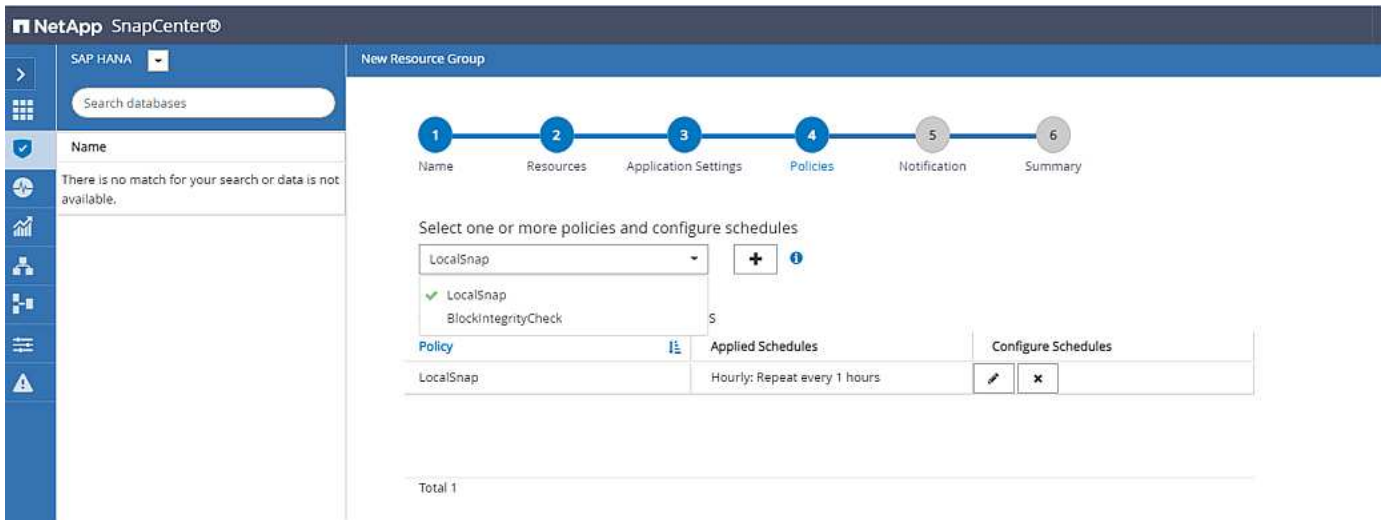 NetApp SnapCenter®
SAP HANA
Search databases
Name
There is no match for your search or data is not
available.
New Resource Group
1 2 3 4 5 6
Name Resources Application Settings Policies Notification Summary
Select one or more policies and configure schedules
LocalSnap
LocalSnap
BlockIntegrityCheck
s
Policy Applied Schedules Configure Schedules
LocalSnap Hourly: Repeat every 1 hours
Total 1